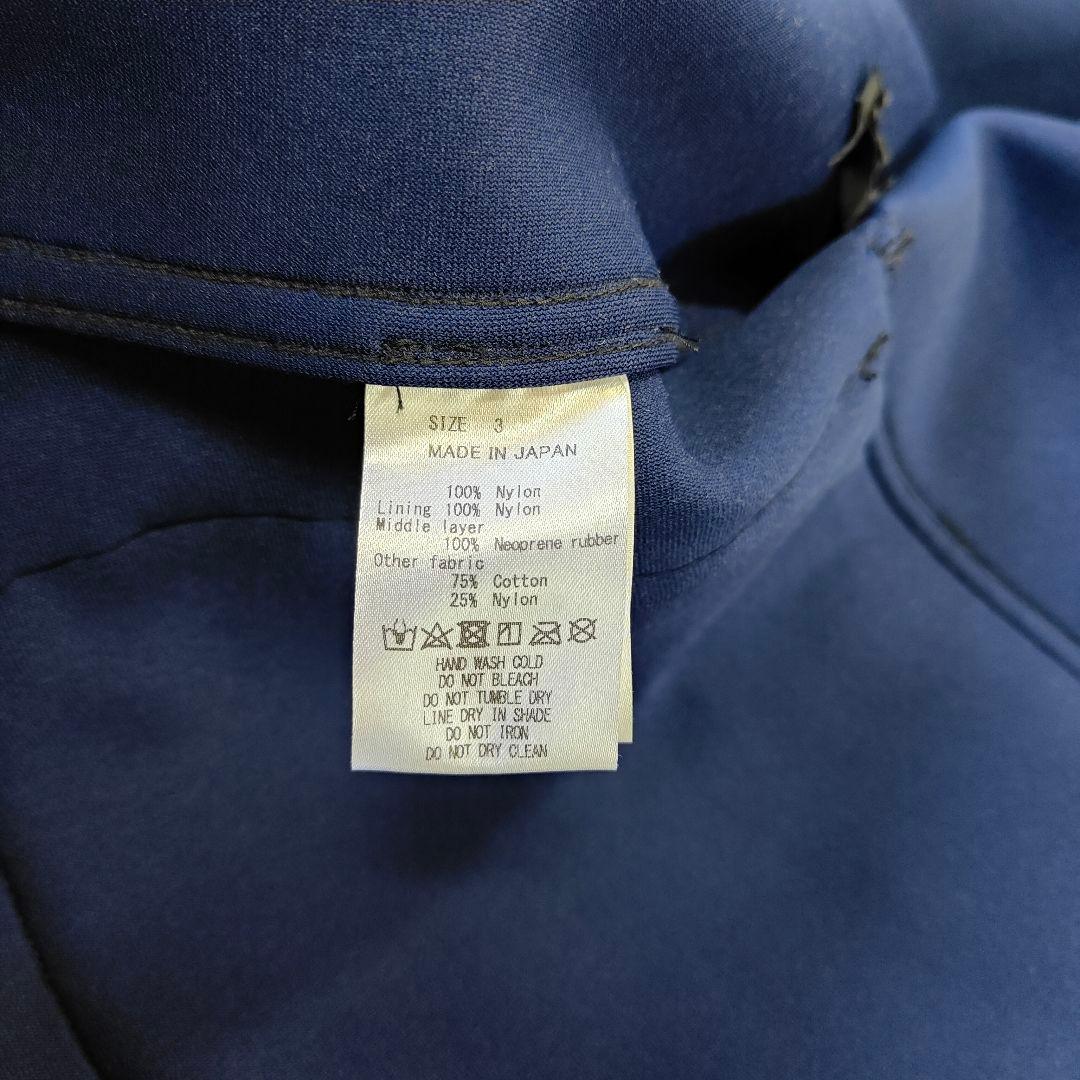 SIZE 3
MADE IN JAPAN
100% Nylon
Lining 100% Nylon
Middle layer
100% Neoprene rubber
Other fabric
75% Cotton
25% Nylon
HAND WASH COLD
DO NOT BLEACH
DO NOT TUMBLE DRY
LINE DRY IN SHADE
DO NOT IRON
DO NOT DRY CLEAN